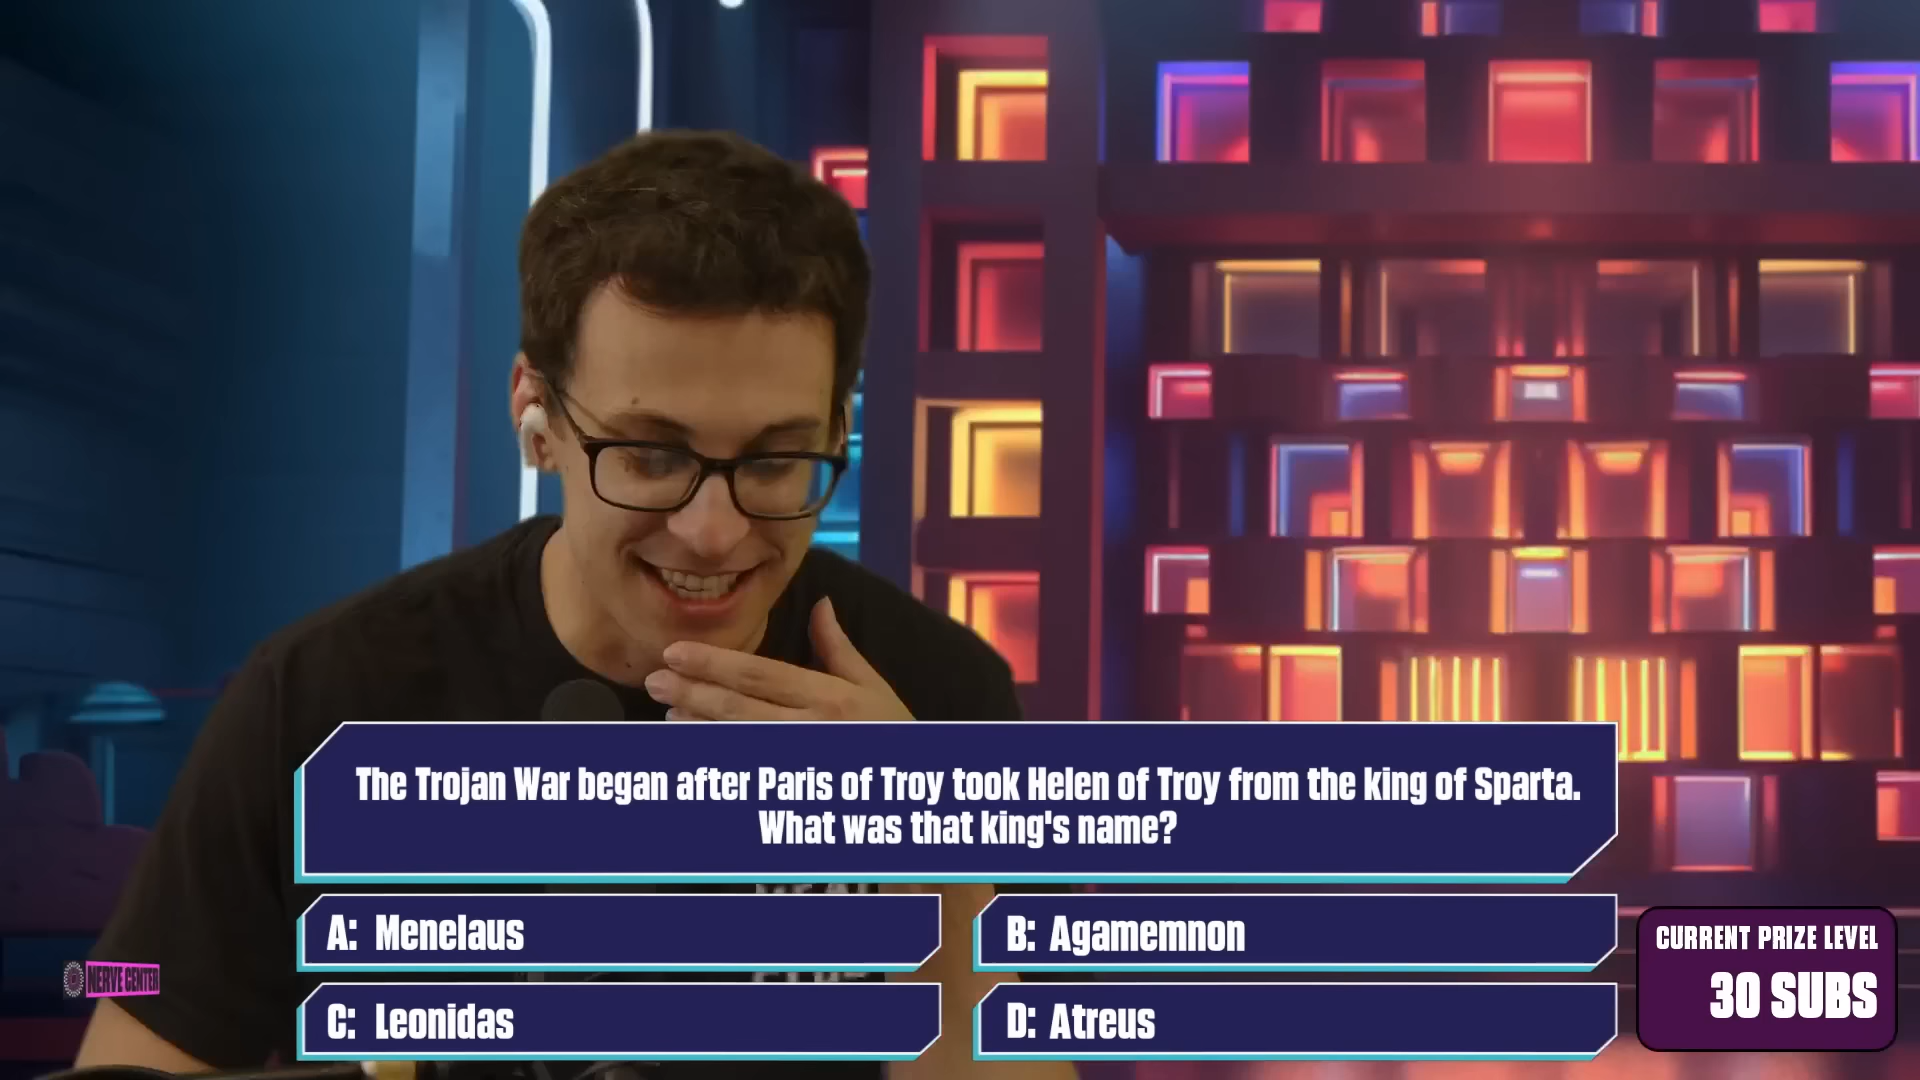 The Trojan War began after Paris of Troy took Helen of Troy from the king of Sparta.
What was that king's name?
A: Menelaus
B: Agamemnon
C: Leonidas
D: Atreus
CURRENT PRIZE LEVEL
30 SUBS
NERVE CENTER